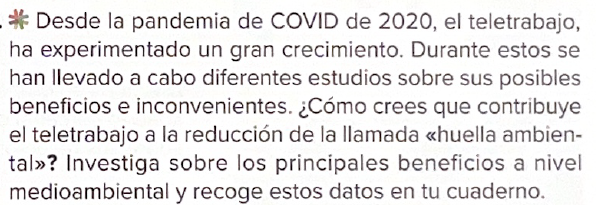 . * Desde la pandemia de COVID de 2020, el teletrabajo,
ha experimentado un gran crecimiento. Durante estos se
han llevado a cabo diferentes estudios sobre sus posibles
beneficios e inconvenientes. ¿Cómo crees que contribuye
el teletrabajo a la reducción de la llamada «huella ambien-
tal»? Investiga sobre los principales beneficios a nivel
medioambiental y recoge estos datos en tu cuaderno.